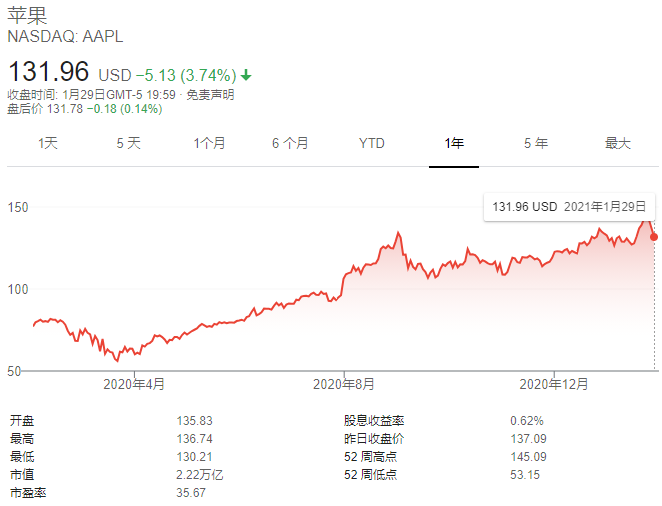 苹果
NASDAQ: AAPL
131.96 USD −5.13 (3.74%)
收盘时间: 1月29日GMT-5 19:59 · 免责声明
盘后价 131.78 −0.18 (0.14%)
1天 5 天 1个月 6 个月 YTD 1年 5 年 最大
131.96 USD 2021年1月29日
150
100
50
2020年4月 2020年8月 2020年12月
开盘 135.83 股息收益率 0.62%
最高 136.74 昨日收盘价 137.09
最低 130.21 52 周高点 145.09
市值 2.22万亿 52 周低点 53.15
市盈率 35.67